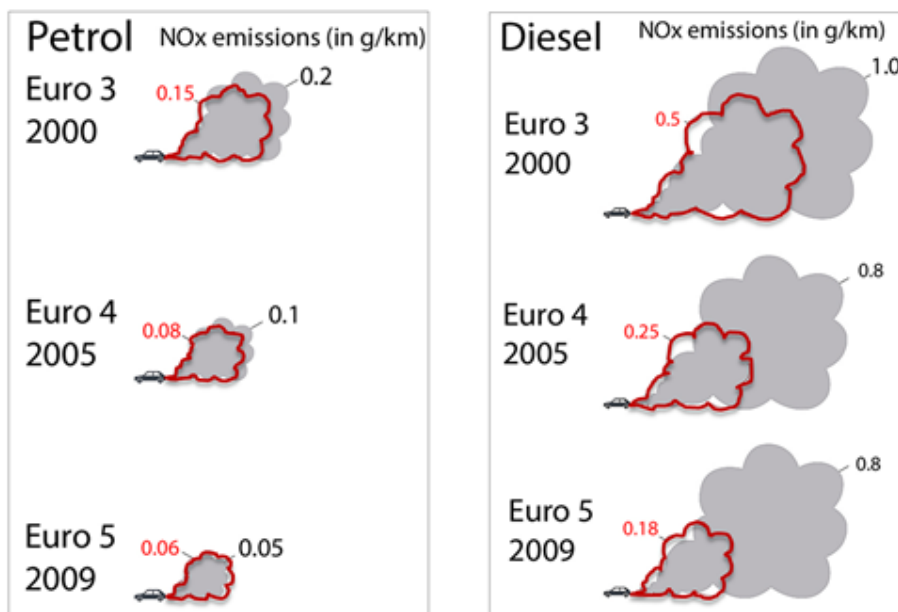 Petrol NOx emissions (in g/km)
Euro 3
2000
0.15
0.2
Euro 4
2005
0.08
0.1
Euro 5
2009
0.06
0.05
Diesel NOx emissions (in g/km)
Euro 3
2000
0.5
1.0
Euro 4
2005
0.25
0.8
Euro 5
2009
0.18
0.8